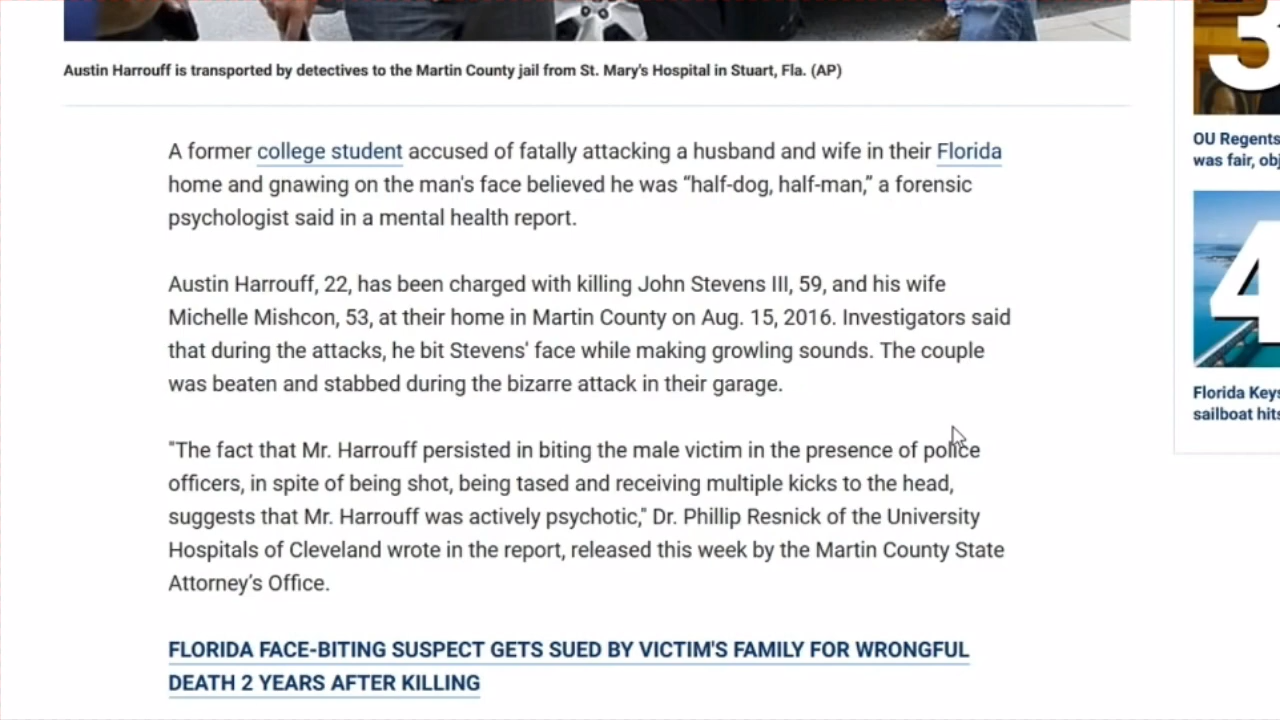 3
Austin Harrouff is transported by detectives to the Martin County jail from St. Mary's Hospital in Stuart, Fla. (AP)
A former college student accused of fatally attacking a husband and wife in their Florida
home and gnawing on the man's face believed he was “half-dog, half-man,” a forensic
psychologist said in a mental health report.
Austin Harrouff, 22, has been charged with killing John Stevens III, 59, and his wife
Michelle Mishcon, 53, at their home in Martin County on Aug. 15, 2016. Investigators said
that during the attacks, he bit Stevens' face while making growling sounds. The couple
was beaten and stabbed during the bizarre attack in their garage.
"The fact that Mr. Harrouff persisted in biting the male victim in the presence of police
officers, in spite of being shot, being tased and receiving multiple kicks to the head,
suggests that Mr. Harrouff was actively psychotic," Dr. Phillip Resnick of the University
Hospitals of Cleveland wrote in the report, released this week by the Martin County State
Attorney’s Office.
FLORIDA FACE-BITING SUSPECT GETS SUED BY VICTIM'S FAMILY FOR WRONGFUL
DEATH 2 YEARS AFTER KILLING
OU Regents
was fair, obj
4
Florida Keys
sailboat hits